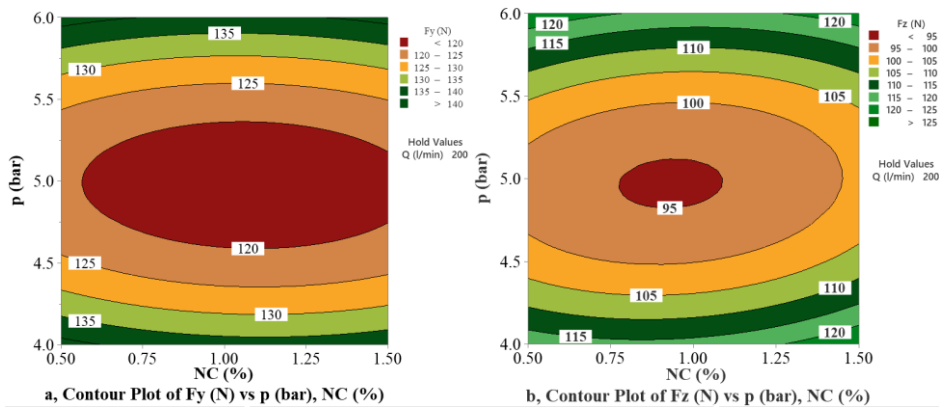 6.0
135
130
125
5.5
p (bar)
5.0
120
125
4.5
130
135
4.0
0.50 0.75 1.00 1.25 1.50
NC (%)
Fy (N)
< 120
120 – 125
125 – 130
130 – 135
135 – 140
> 140
Hold Values
Q (l/min) 200
a, Contour Plot of Fy (N) vs p (bar), NC (%)
6.0
120 120
115
110
5.5
105
100
p (bar)
5.0
95
4.5
105 110
115 120
4.0
0.50 0.75 1.00 1.25 1.50
NC (%)
Fz (N)
< 95
95 – 100
100 – 105
105 – 110
110 – 115
115 – 120
120 – 125
> 125
Hold Values
Q (l/min) 200
b, Contour Plot of Fz (N) vs p (bar), NC (%)